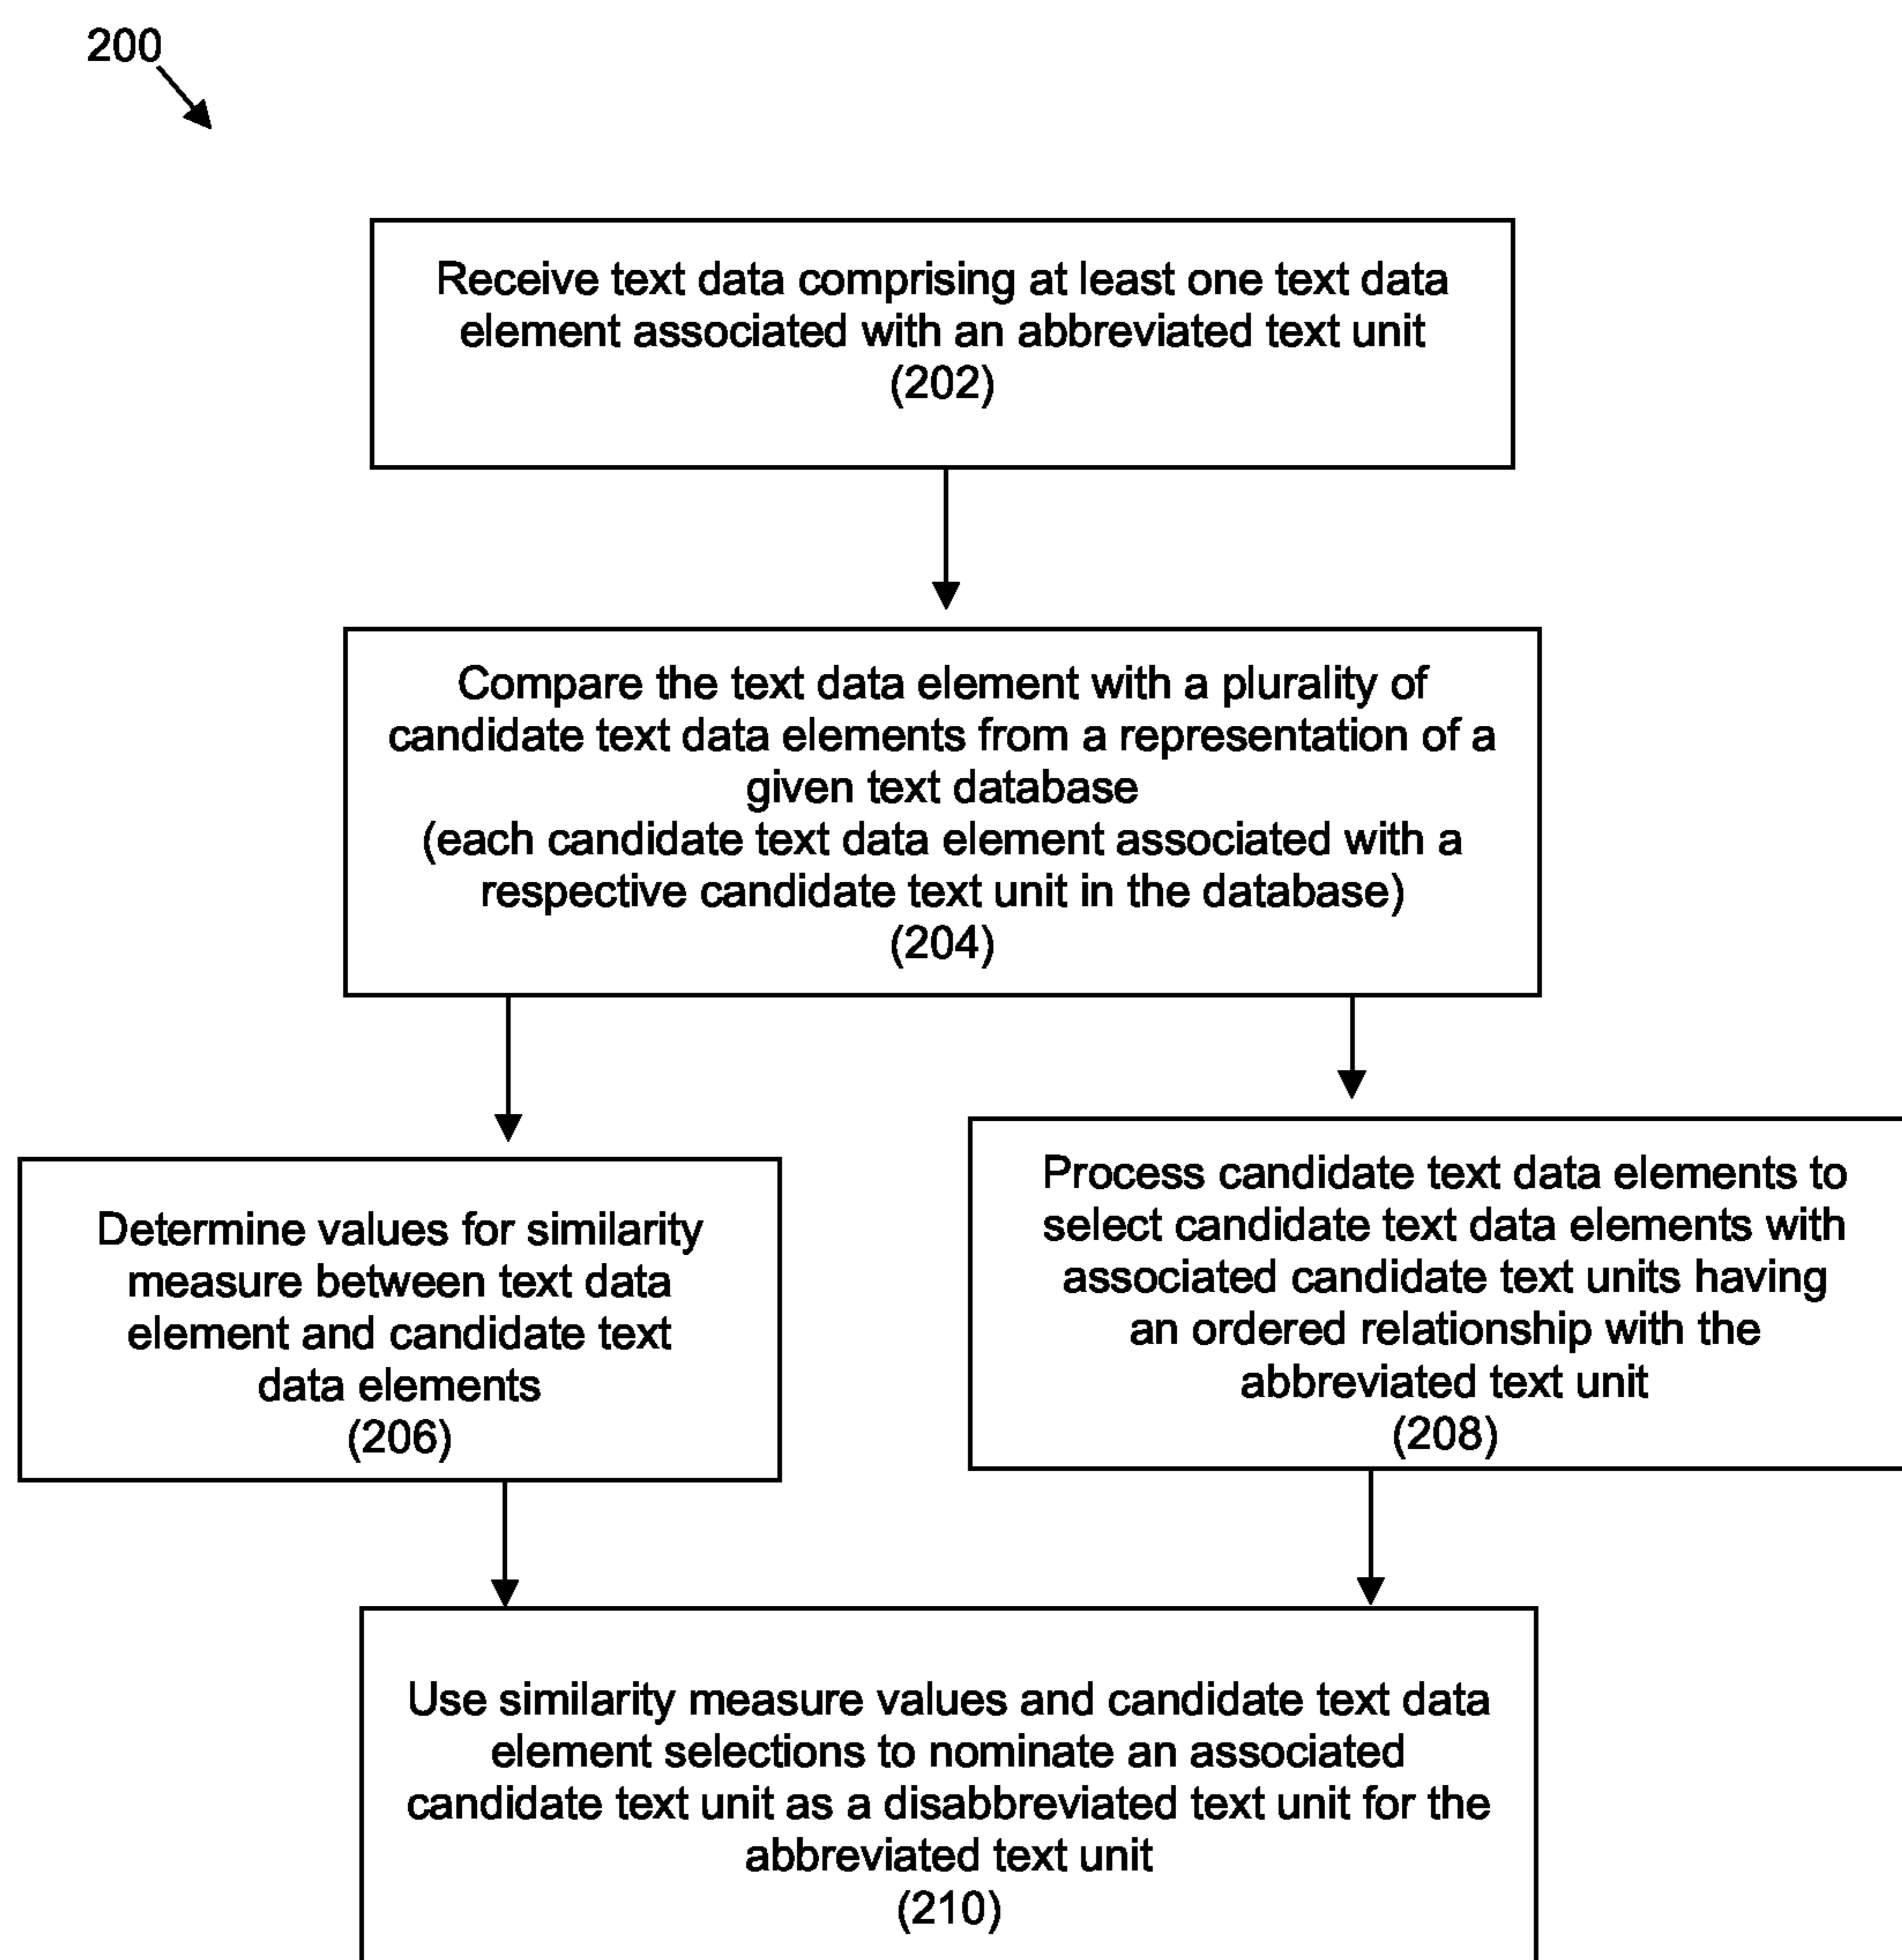 200
Receive text data comprising at least one text data
element associated with an abbreviated text unit
(202)
Compare the text data element with a plurality of
candidate text data elements from a representation of a
given text database
(each candidate text data element associated with a
respective candidate text unit in the database)
(204)
Determine values for similarity
measure between text data
element and candidate text
data elements
(206)
Process candidate text data elements to
select candidate text data elements with
associated candidate text units having
an ordered relationship with the
abbreviated text unit
(208)
Use similarity measure values and candidate text data
element selections to nominate an associated
candidate text unit as a disabbreviated text unit for the
abbreviated text unit
(210)